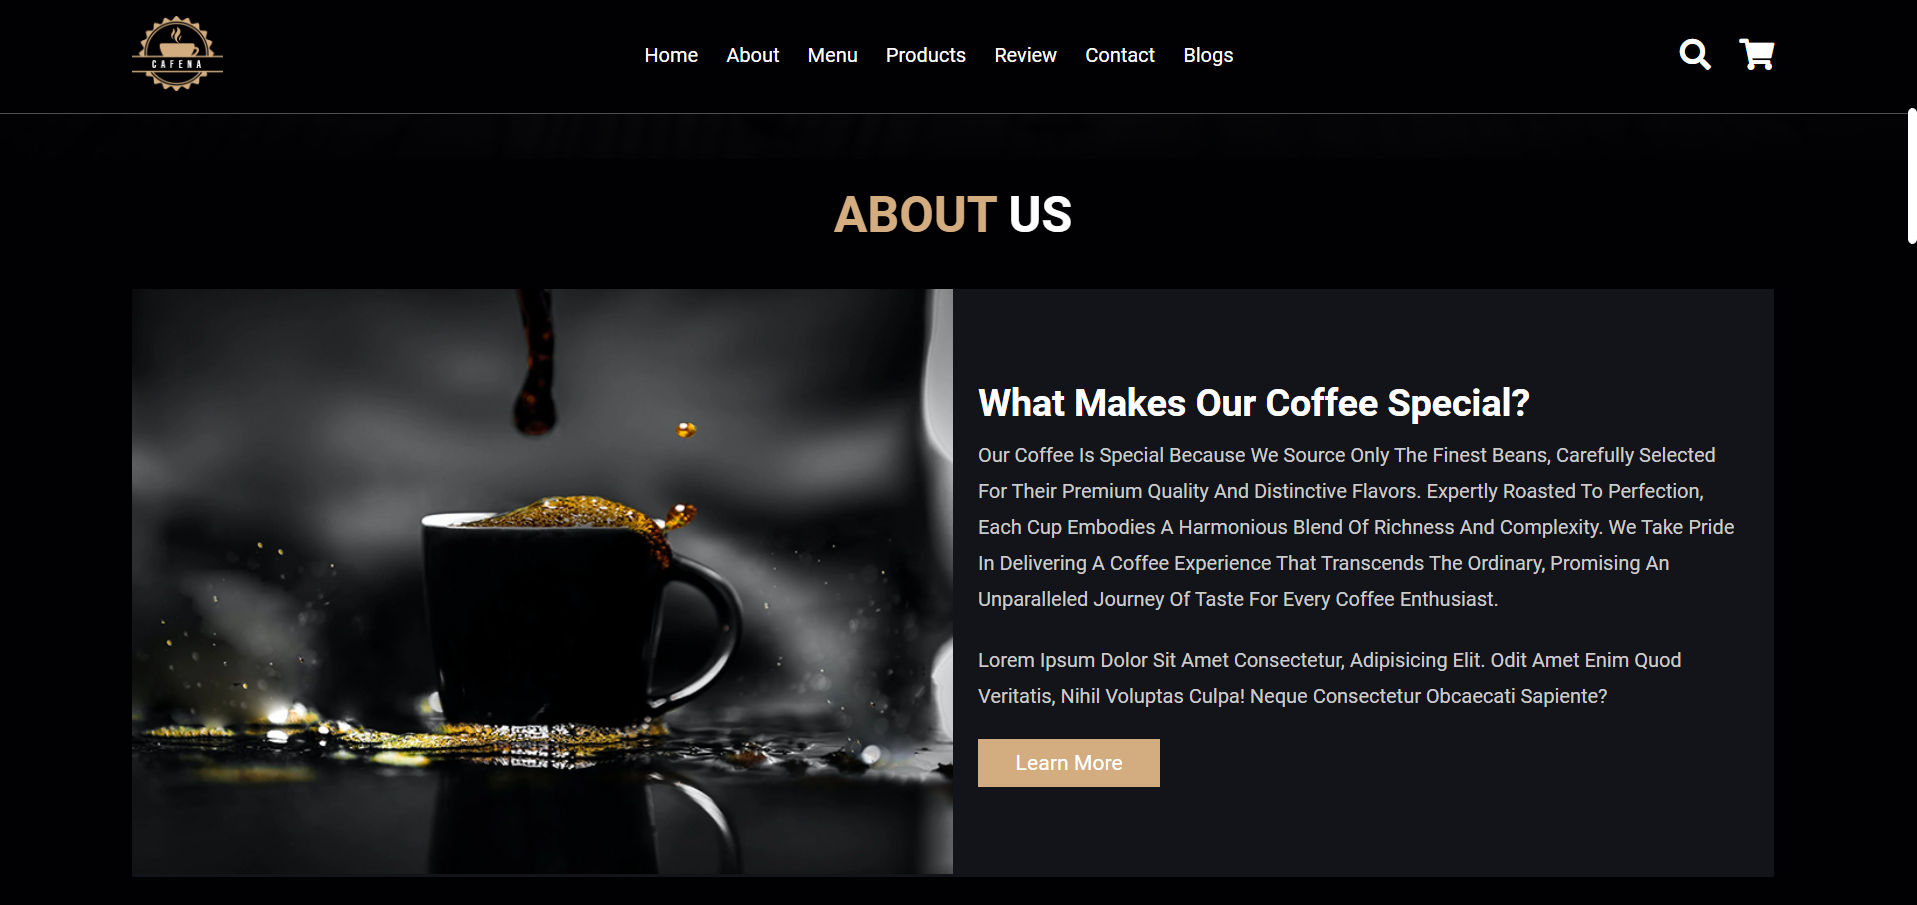 CAFENA
Home About Menu Products Review Contact Blogs
ABOUT US
What Makes Our Coffee Special?
Our Coffee Is Special Because We Source Only The Finest Beans, Carefully Selected
For Their Premium Quality And Distinctive Flavors. Expertly Roasted To Perfection,
Each Cup Embodies A Harmonious Blend Of Richness And Complexity. We Take Pride
In Delivering A Coffee Experience That Transcends The Ordinary, Promising An
Unparalleled Journey Of Taste For Every Coffee Enthusiast.
Lorem Ipsum Dolor Sit Amet Consectetur, Adipisicing Elit. Odit Amet Enim Quod
Veritatis, Nihil Voluptas Culpa! Neque Consectetur Obcaecati Sapiente?
Learn More